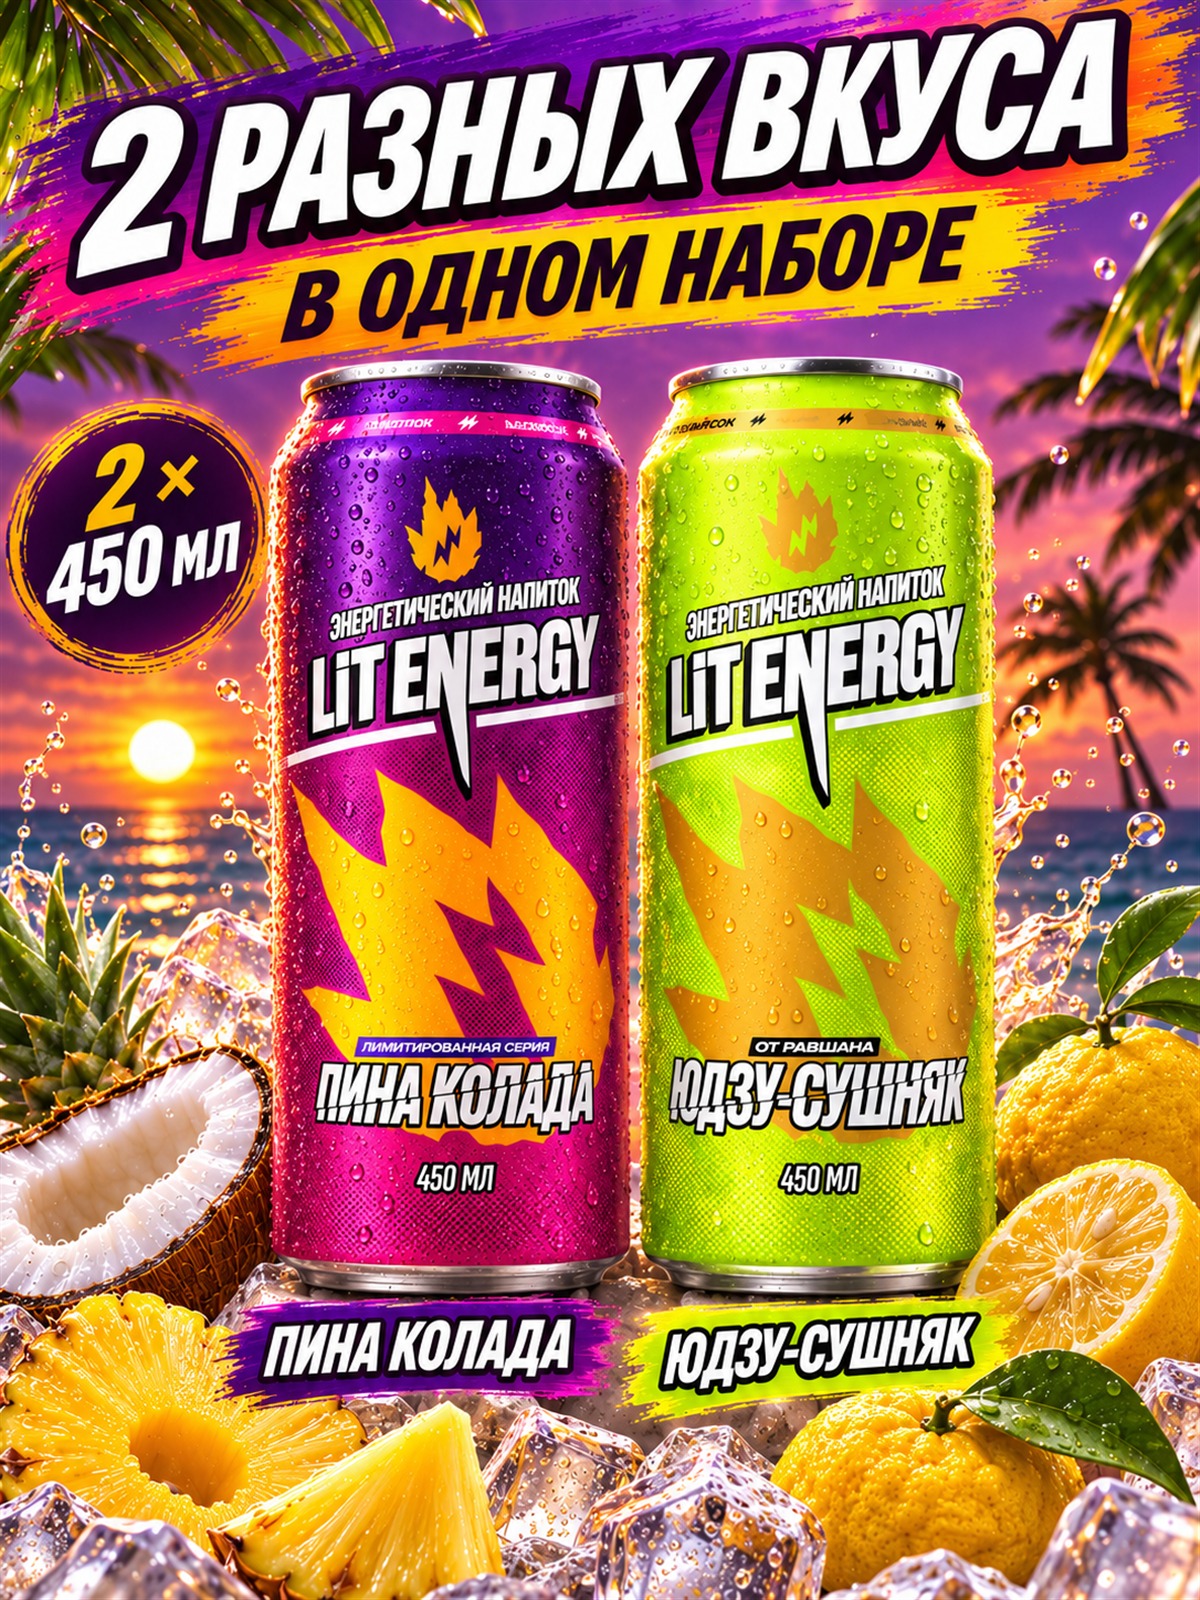 2 РАЗНЫХ ВКУСА
В ОДНОМ НАБОРЕ
2 ×
450 МЛ
ЭНЕРГЕТИЧЕСКИЙ НАПИТОК
LiT ENERGY
ЛИМИТИРОВАННАЯ СЕРИЯ
ПИНА КОЛАДА
450 МЛ
ЭНЕРГЕТИЧЕСКИЙ НАПИТОК
LiT ENERGY
ОТ РАВШАНА
ЮДЗУ-СУШНЯК
450 МЛ
ПИНА КОЛАДА
ЮДЗУ-СУШНЯК